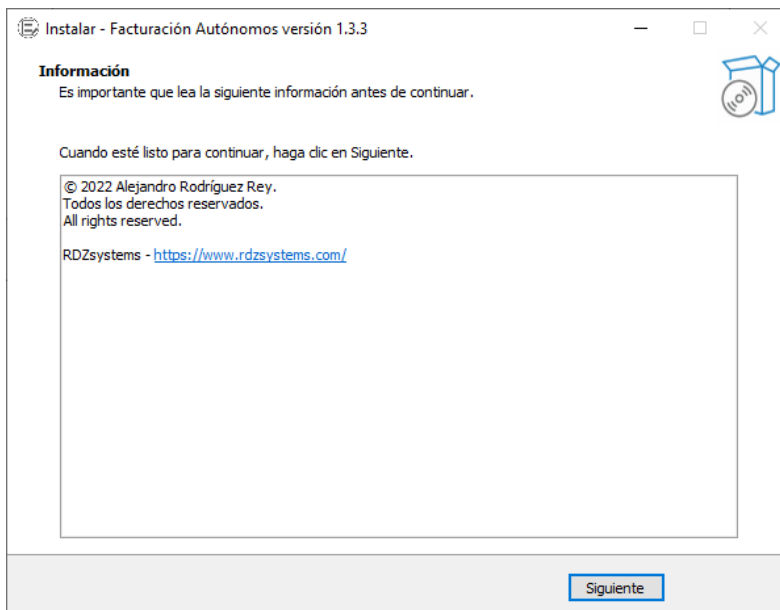 Instalar - Facturación Autónomos versión 1.3.3
Información
Es importante que lea la siguiente información antes de continuar.
Cuando esté listo para continuar, haga clic en Siguiente.
© 2022 Alejandro Rodríguez Rey.
Todos los derechos reservados.
All rights reserved.
RDZsystems - https://www.rdzsystems.com/
Siguiente